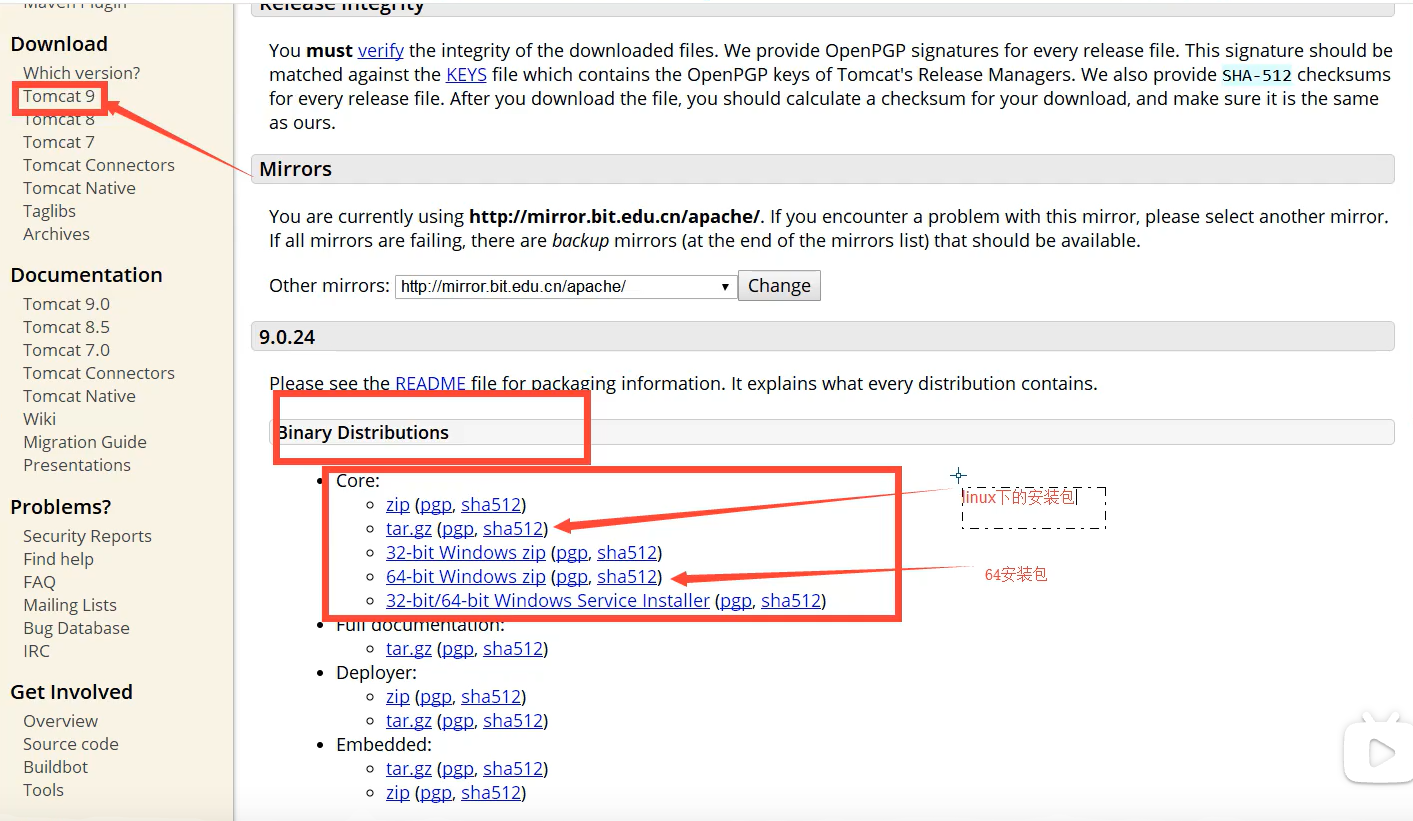 Maven Plugin
Download
Which version?
Tomcat 9
Tomcat 8
Tomcat 7
Tomcat Connectors
Tomcat Native
Taglibs
Archives
Documentation
Tomcat 9.0
Tomcat 8.5
Tomcat 7.0
Tomcat Connectors
Tomcat Native
Wiki
Migration Guide
Presentations
Problems?
Security Reports
Find help
FAQ
Mailing Lists
Bug Database
IRC
Get Involved
Overview
Source code
Buildbot
Tools
Release Integrity
You must verify the integrity of the downloaded files. We provide OpenPGP signatures for every release file. This signature should be
matched against the KEYS file which contains the OpenPGP keys of Tomcat's Release Managers. We also provide SHA-512 checksums
for every release file. After you download the file, you should calculate a checksum for your download, and make sure it is the same
as ours.
Mirrors
You are currently using http://mirror.bit.edu.cn/apache/. If you encounter a problem with this mirror, please select another mirror.
If all mirrors are failing, there are backup mirrors (at the end of the mirrors list) that should be available.
Other mirrors: http://mirror.bit.edu.cn/apache/ Change
9.0.24
Please see the README file for packaging information. It explains what every distribution contains.
Binary Distributions
Core:
zip (pgp, sha512)
tar.gz (pgp, sha512)
linux下的安装包
32-bit Windows zip (pgp, sha512)
64-bit Windows zip (pgp, sha512)
64安装包
32-bit/64-bit Windows Service Installer (pgp, sha512)
Full documentation:
tar.gz (pgp, sha512)
Deployer:
zip (pgp, sha512)
tar.gz (pgp, sha512)
Embedded:
tar.gz (pgp, sha512)
zip (pgp, sha512)